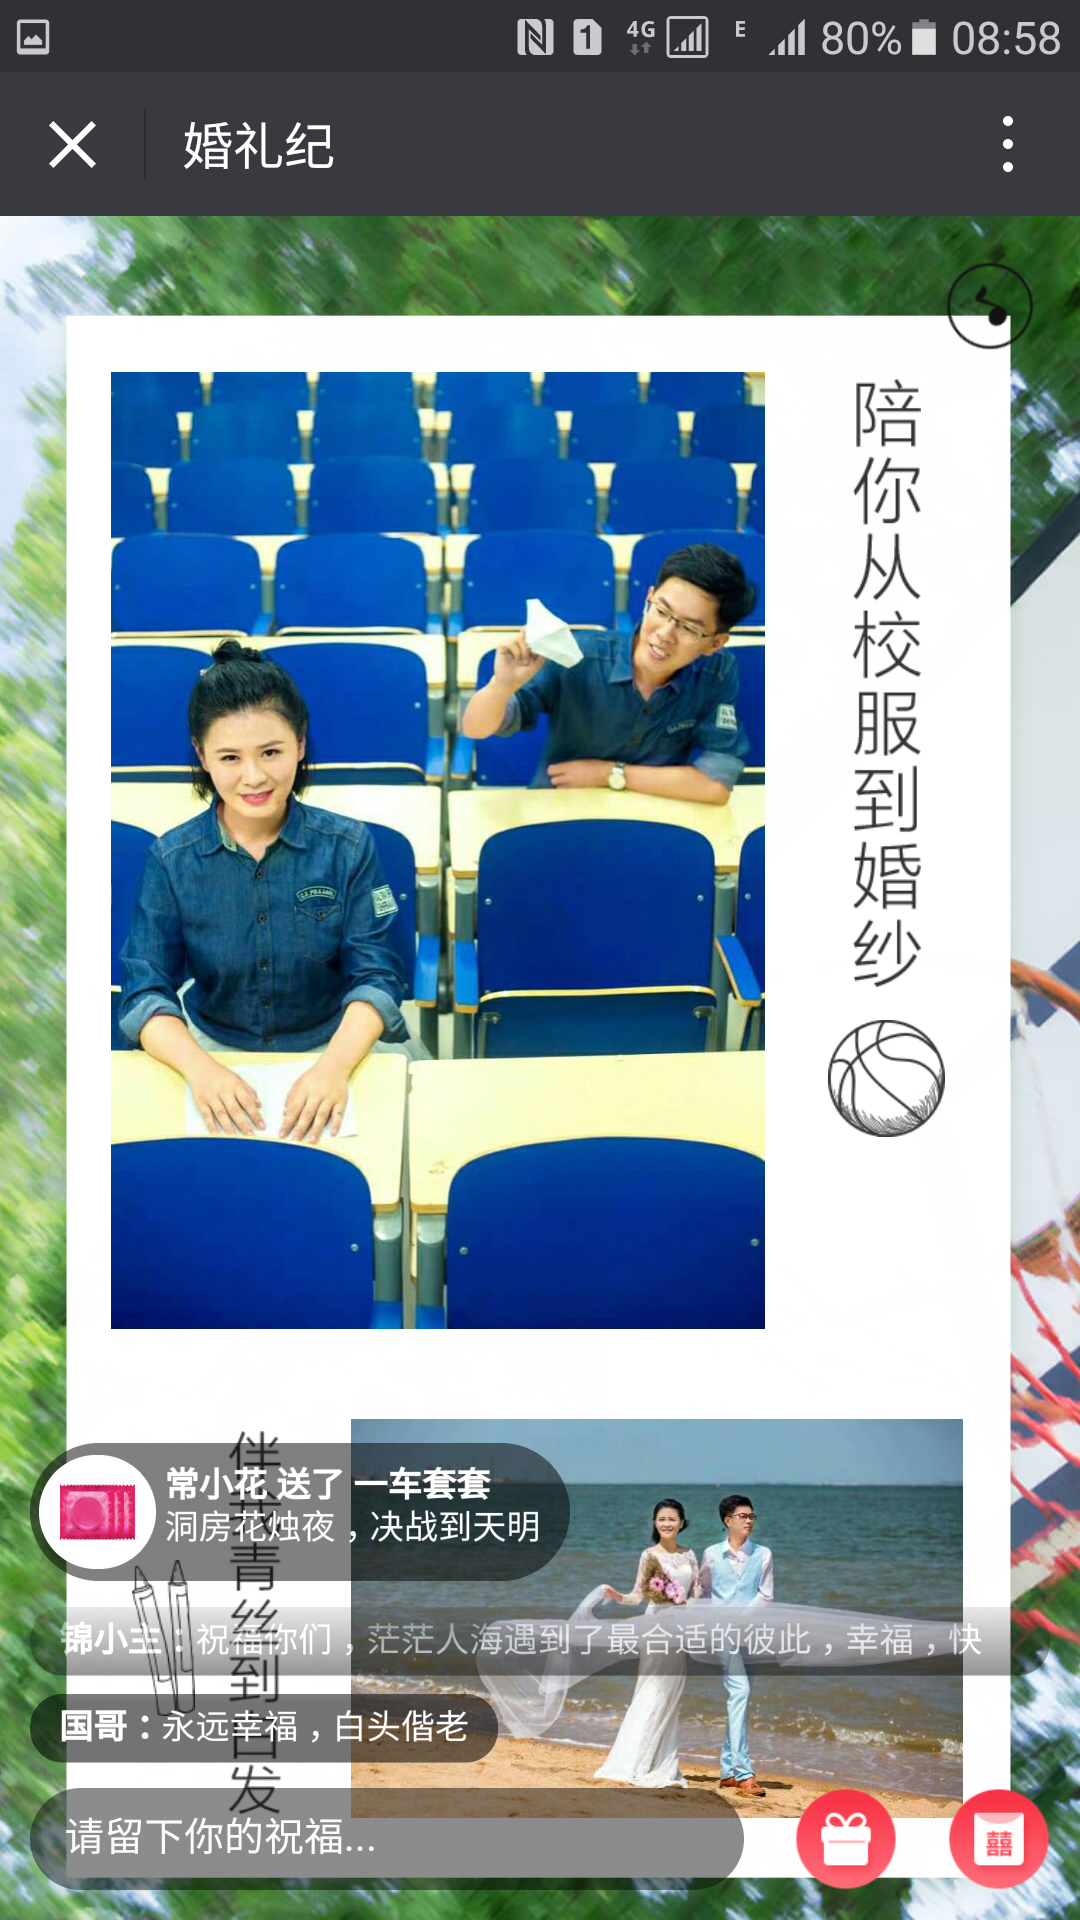 4G E 80% 08:58
1
婚礼纪
陪你从校服到婚纱
常小花 送了 一车套套
洞房花烛夜，决战到天明
伴你青丝到白发
锦小主：祝福你们，茫茫人海遇到了最合适的彼此，幸福，快
国哥：永远幸福，白头偕老
请留下你的祝福...
囍